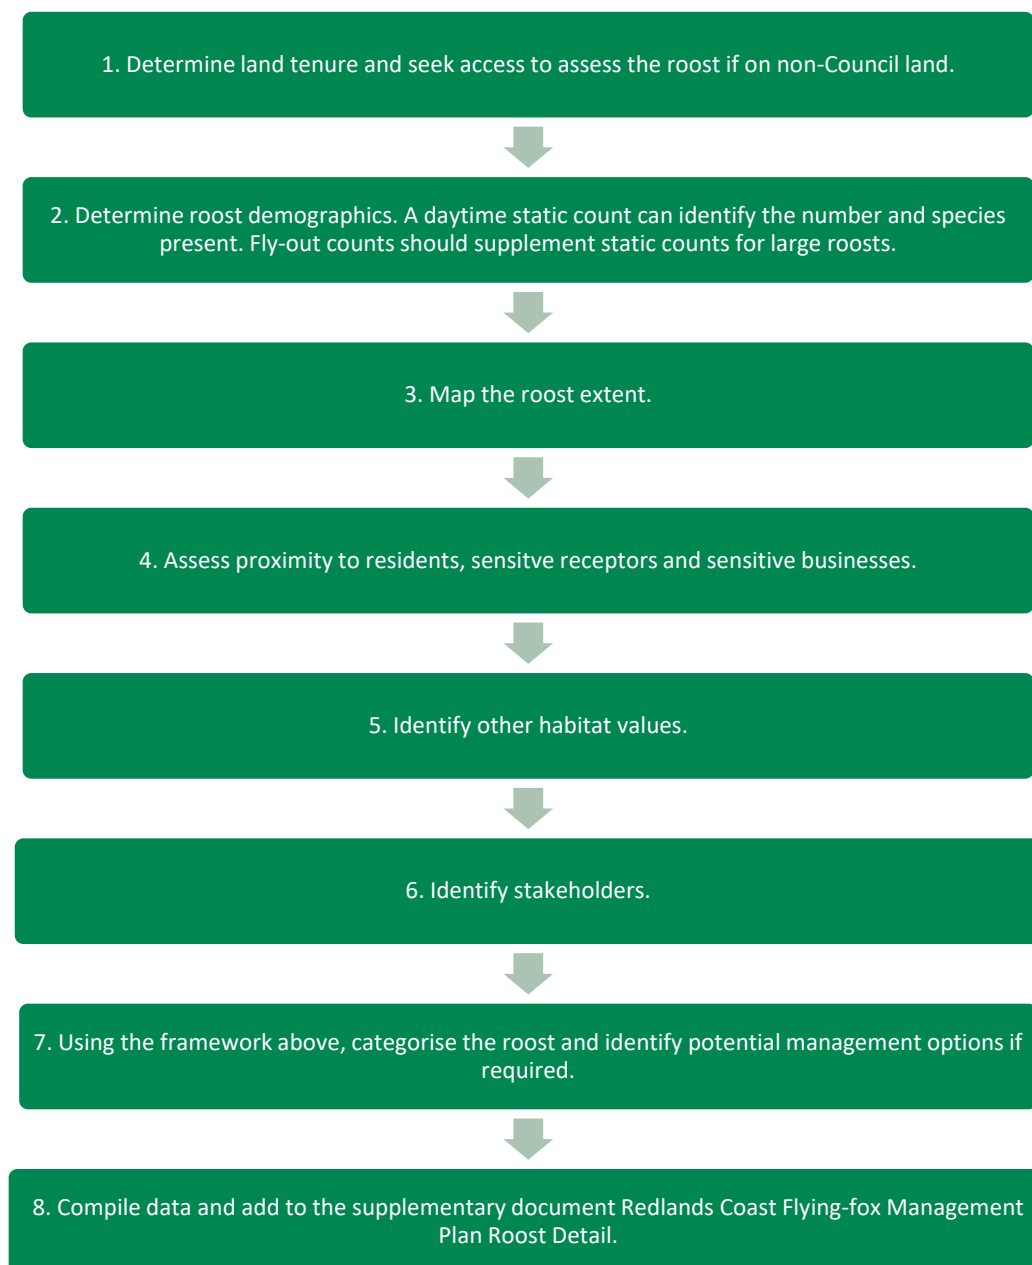 1. Determine land tenure and seek access to assess the roost if on non-Council land.
2. Determine roost demographics. A daytime static count can identify the number and species
present. Fly-out counts should supplement static counts for large roosts.
3. Map the roost extent.
4. Assess proximity to residents, sensitve receptors and sensitive businesses.
5. Identify other habitat values.
6. Identify stakeholders.
7. Using the framework above, categorise the roost and identify potential management options if
required.
8. Compile data and add to the supplementary document Redlands Coast Flying-fox Management
Plan Roost Detail.